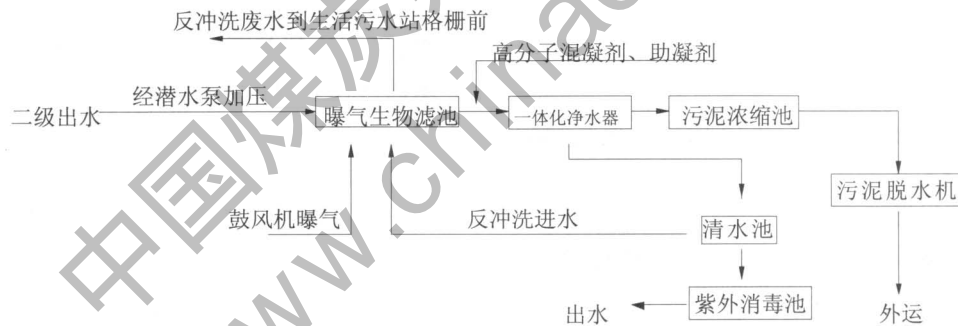 反冲洗废水到生活污水站格栅前
高分子混凝剂、助凝剂
经潜水泵加压
二级出水
曝气生物滤池
一体化净水器
污泥浓缩池
污泥脱水机
鼓风机曝气
反冲洗进水
清水池
出水
紫外消毒池
外运
中国煤炭
www.china